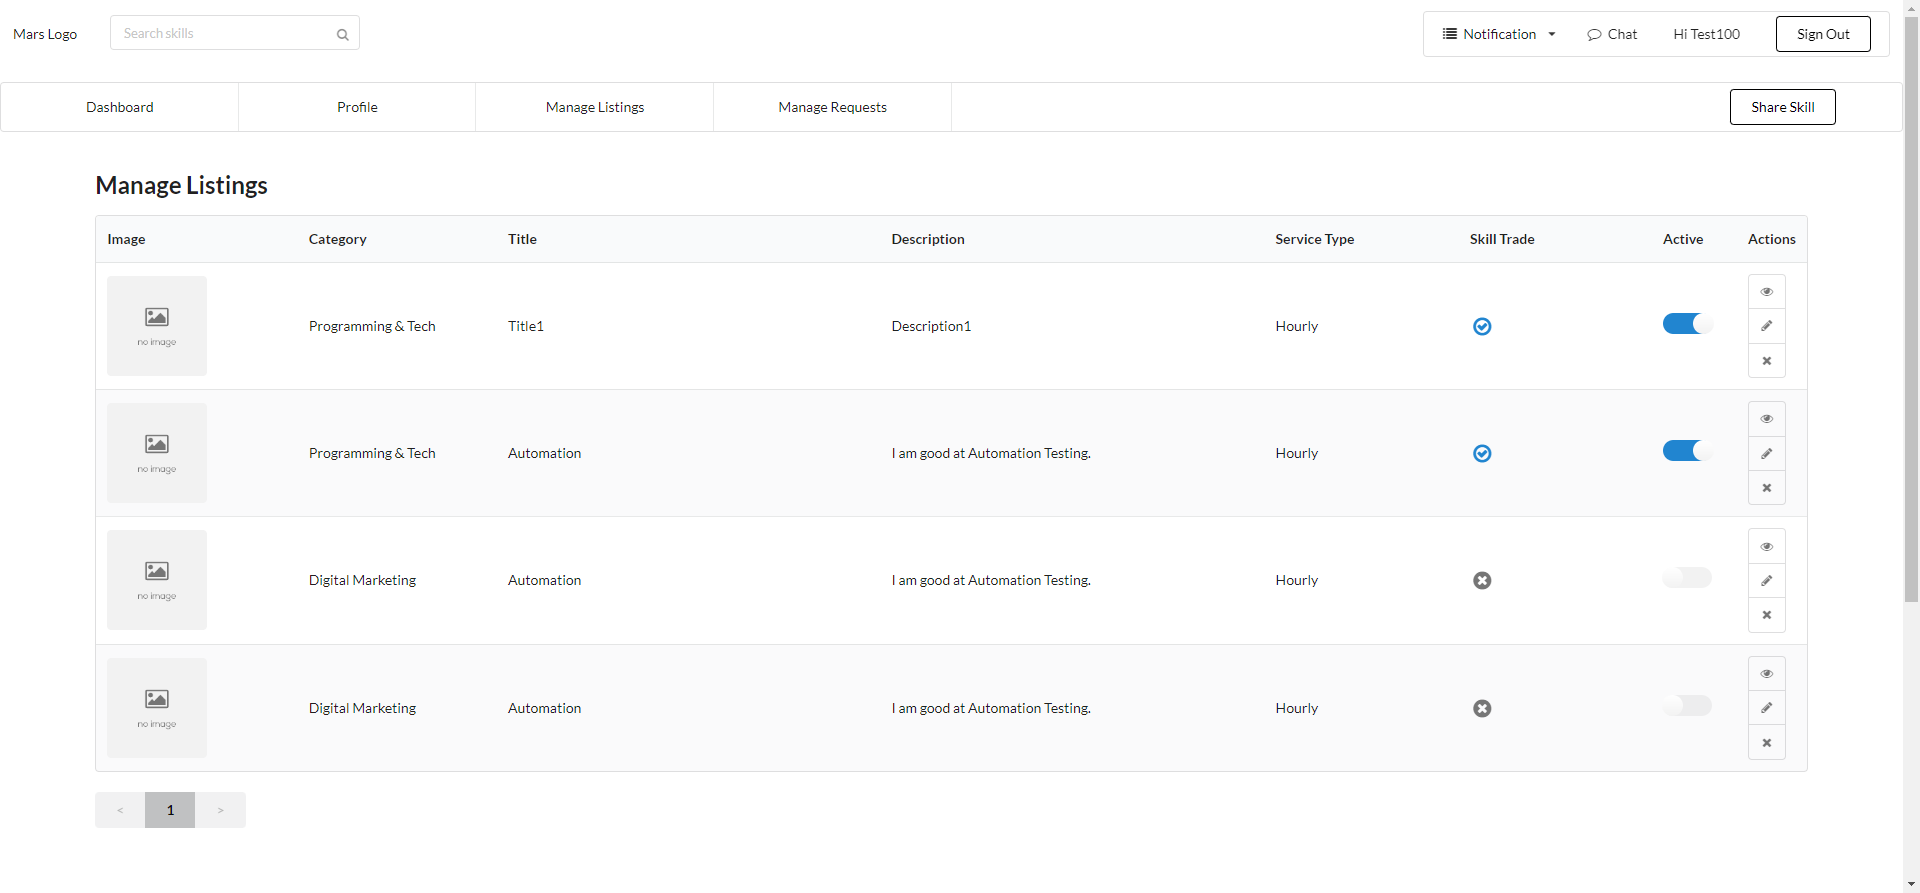 Mars Logo
Search skills
Notification Chat Hi Test100 Sign Out
Dashboard Profile Manage Listings Manage Requests Share Skill
Manage Listings
Image Category Title Description Service Type Skill Trade Active Actions
no image Programming & Tech Title1 Description1 Hourly
no image Programming & Tech Automation I am good at Automation Testing. Hourly
no image Digital Marketing Automation I am good at Automation Testing. Hourly
no image Digital Marketing Automation I am good at Automation Testing. Hourly
< 1 >